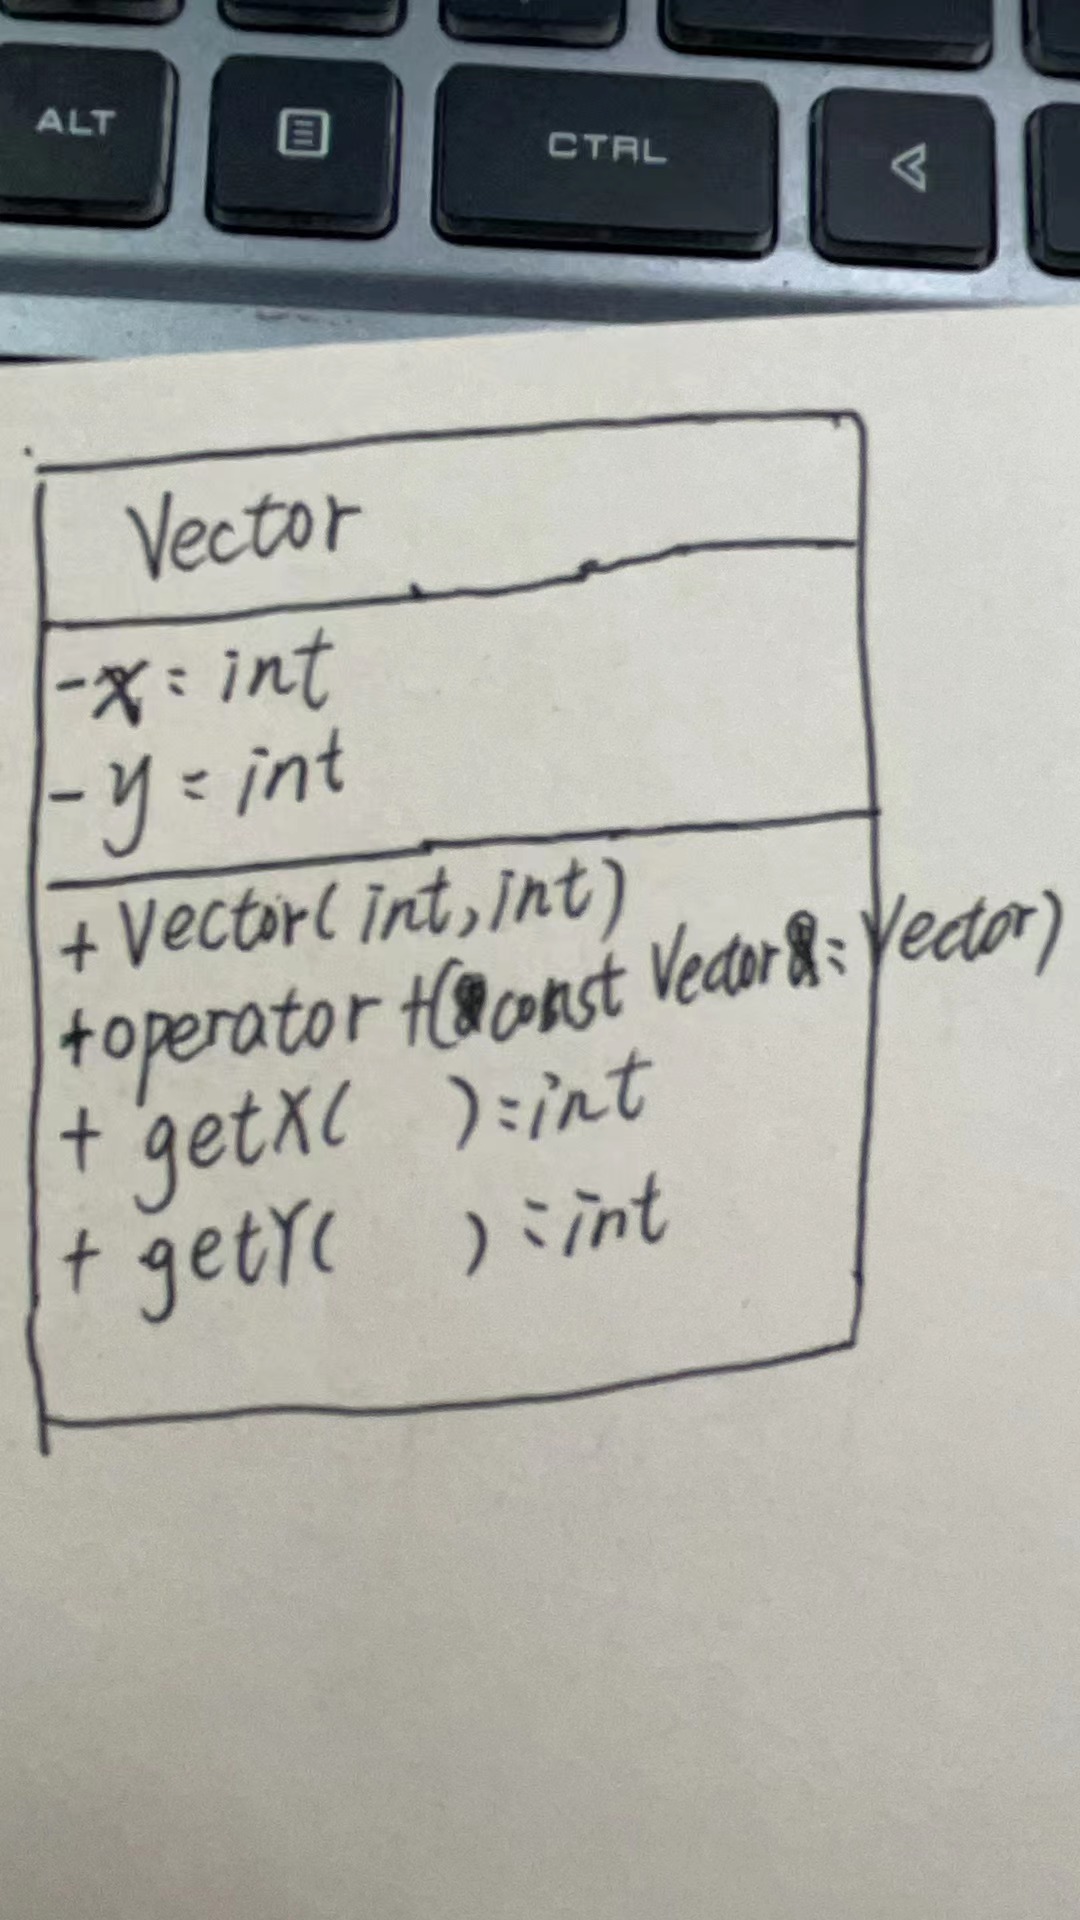 ALT CTRL
Vector
-x: int
-y: int
+ Vector(int, int)
+operator +(const Vector&: Vector)
+ getX( ):int
+ getY( ):int